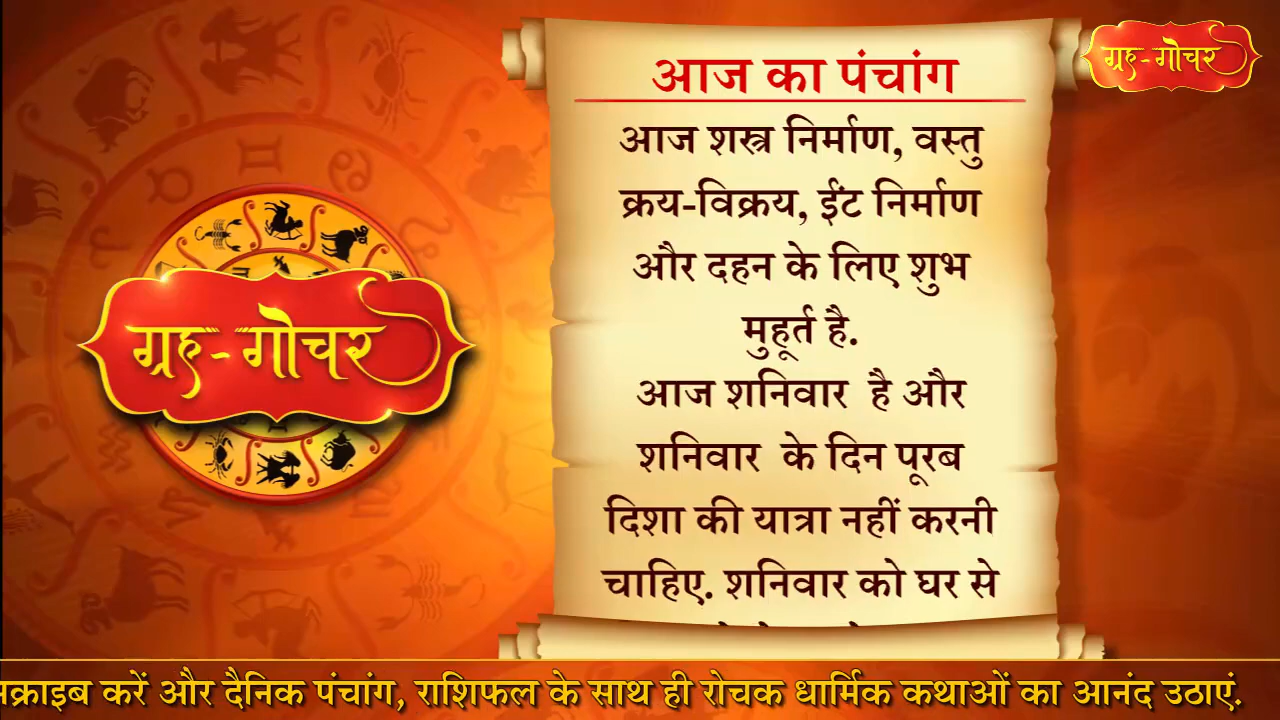 आज का पंचांग
ग्रह-गोचर
आज शस्त्र निर्माण, वस्तु
क्रय-विक्रय, ईंट निर्माण
और दहन के लिए शुभ
मुहूर्त है.
आज शनिवार है और
शनिवार के दिन पूरब
दिशा की यात्रा नहीं करनी
चाहिए. शनिवार को घर से
ग्रह-गोचर
करें और दैनिक पंचांग, राशिफल के साथ ही रोचक धार्मिक कथाओं का आनंद उठाएं.